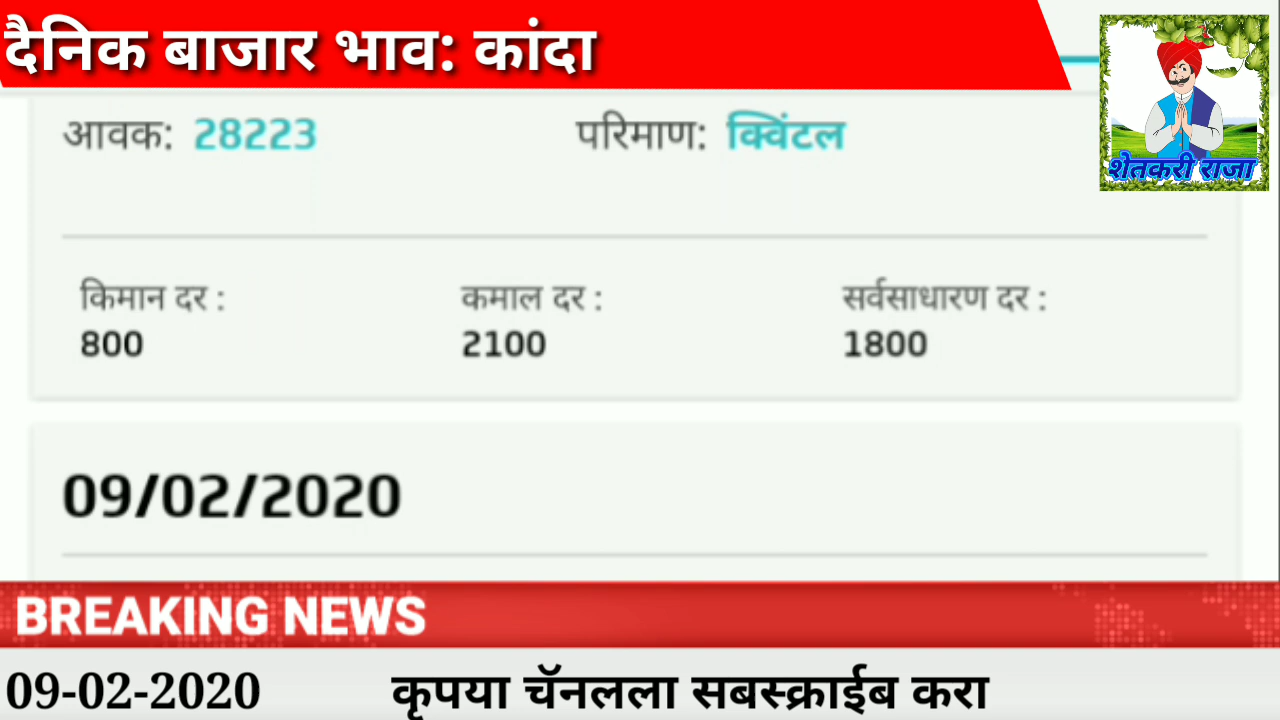 दैनिक बाजार भाव: कांदा
शेतकरी राजा
आवक: 28223 परिमाण: क्विंटल
किमान दर : कमाल दर : सर्वसाधारण दर :
800 2100 1800
09/02/2020
BREAKING NEWS
09-02-2020 कृपया चॅनलला सबस्क्राईब करा